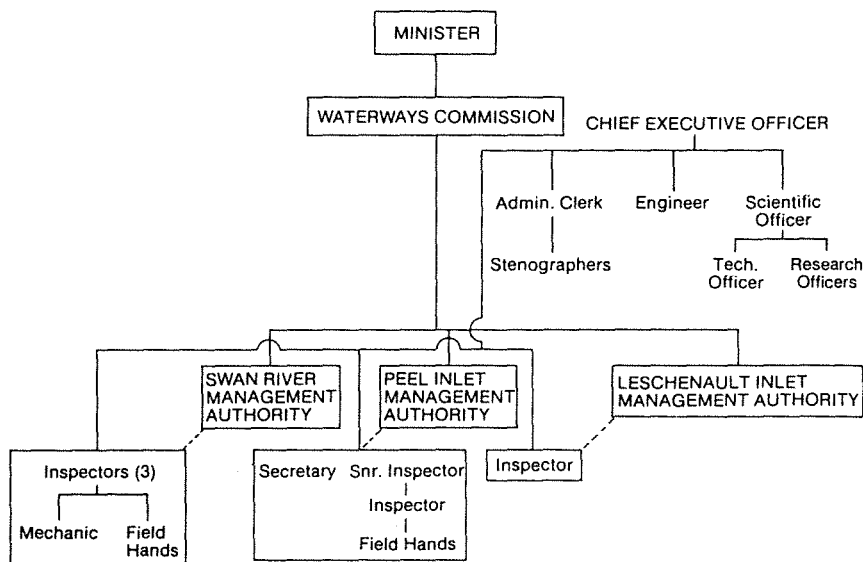 MINISTER
WATERWAYS COMMISSION
CHIEF EXECUTIVE OFFICER
Admin. Clerk
Engineer
Scientific
Officer
Stenographers
Tech.
Officer
Research
Officers
SWAN RIVER
MANAGEMENT
AUTHORITY
PEEL INLET
MANAGEMENT
AUTHORITY
LESCHENAULT INLET
MANAGEMENT AUTHORITY
Inspectors (3)
Mechanic
Field
Hands
Secretary
Snr. Inspector
Inspector
Field Hands
Inspector